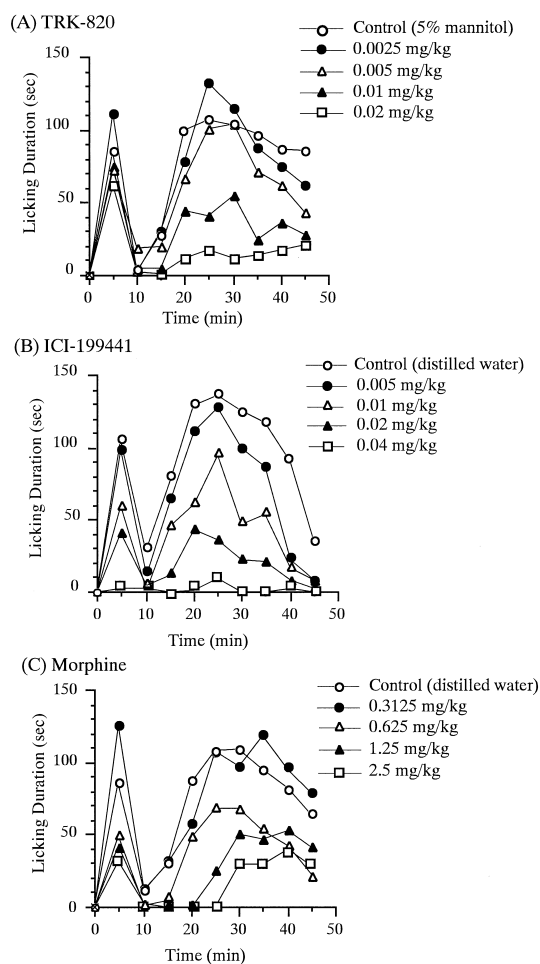 (A) TRK-820
Control (5% mannitol)
0.0025 mg/kg
0.005 mg/kg
0.01 mg/kg
0.02 mg/kg
Licking Duration (sec)
150
100
50
0
0 10 20 30 40 50
Time (min)
(B) ICI-199441
Control (distilled water)
0.005 mg/kg
0.01 mg/kg
0.02 mg/kg
0.04 mg/kg
Licking Duration (sec)
150
100
50
0
0 10 20 30 40 50
Time (min)
(C) Morphine
Control (distilled water)
0.3125 mg/kg
0.625 mg/kg
1.25 mg/kg
2.5 mg/kg
Licking Duration (sec)
150
100
50
0
0 10 20 30 40 50
Time (min)